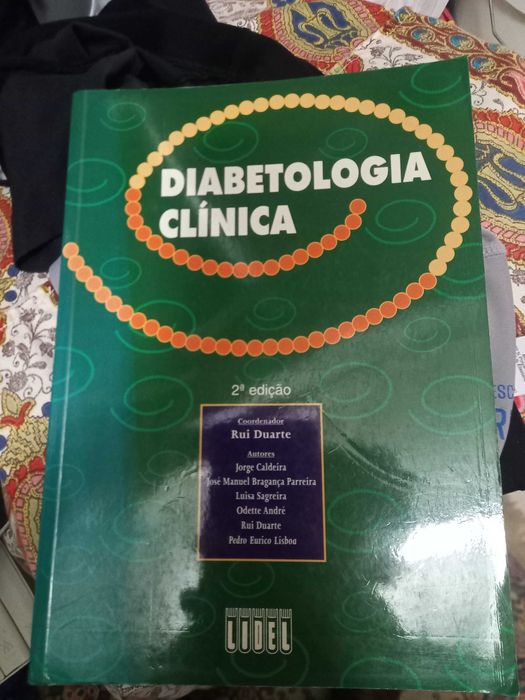 DIABETOLOGIA
CLÍNICA
2ª edição
Coordenador
Rui Duarte
Autores
Jorge Caldeira
José Manuel Bragança Parreira
Luisa Sagreira
Odette André
Rui Duarte
Pedro Eurico Lisboa
LIDEL
ESC
R